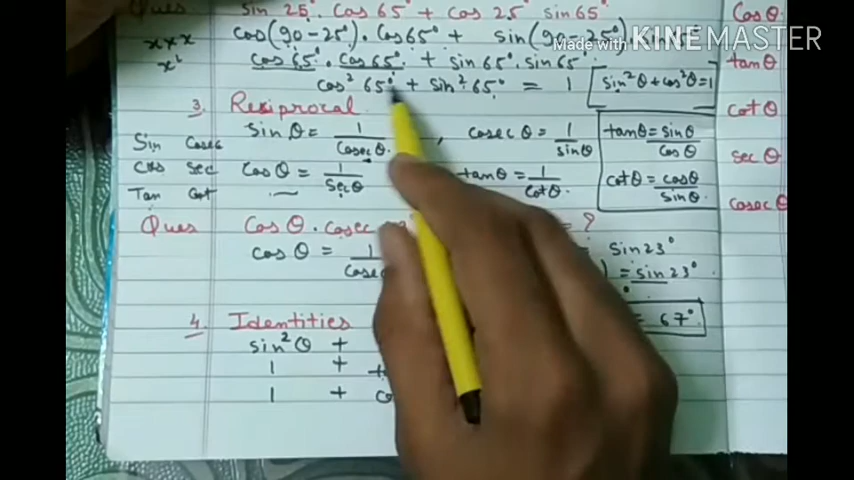 Ques sin 25°. cos 65° + cos 25° sin 65° cos θ
cos(90-25°). cos 65° + sin(90-25°)
Made with KINEMASTER
cos 65°. cos 65° + sin 65°. sin 65° tan θ
cos² 65° + sin² 65° = 1 sin²θ + cos²θ = 1
3. Resiprocal cot θ
Sin Cosec sin θ = 1/cosec θ. , cosec θ = 1/sin θ tan θ = sin θ/cos θ
Cos Sec cos θ = 1/sec θ tan θ = 1/cot θ. cot θ = cos θ/sin θ sec θ
Tan Cot cosec θ
Ques Cos θ. cosec = ?
cos θ = 1 sin 23°
= sin 23°
4. Identities = 67°
sin²θ +
1 +
1 +